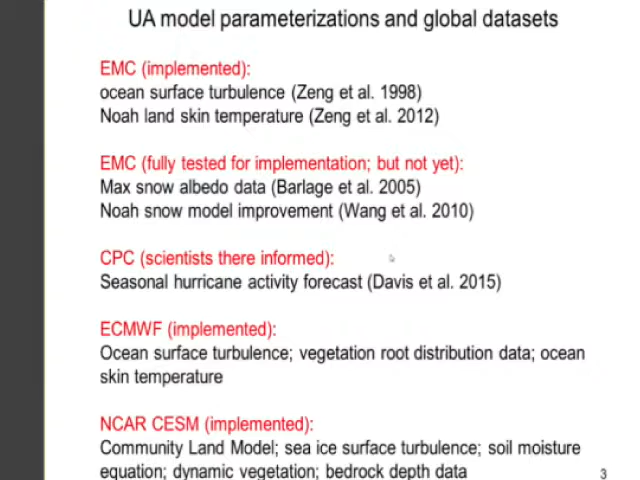 UA model parameterizations and global datasets
EMC (implemented):
ocean surface turbulence (Zeng et al. 1998)
Noah land skin temperature (Zeng et al. 2012)
EMC (fully tested for implementation; but not yet):
Max snow albedo data (Barlage et al. 2005)
Noah snow model improvement (Wang et al. 2010)
CPC (scientists there informed):
Seasonal hurricane activity forecast (Davis et al. 2015)
ECMWF (implemented):
Ocean surface turbulence; vegetation root distribution data; ocean
skin temperature
NCAR CESM (implemented):
Community Land Model; sea ice surface turbulence; soil moisture
equation; dynamic vegetation; bedrock depth data
3